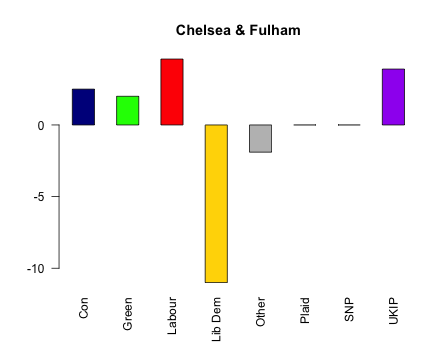 Chelsea & Fulham
0
-5
-10
Con
Green
Labour
Lib Dem
Other
Plaid
SNP
UKIP